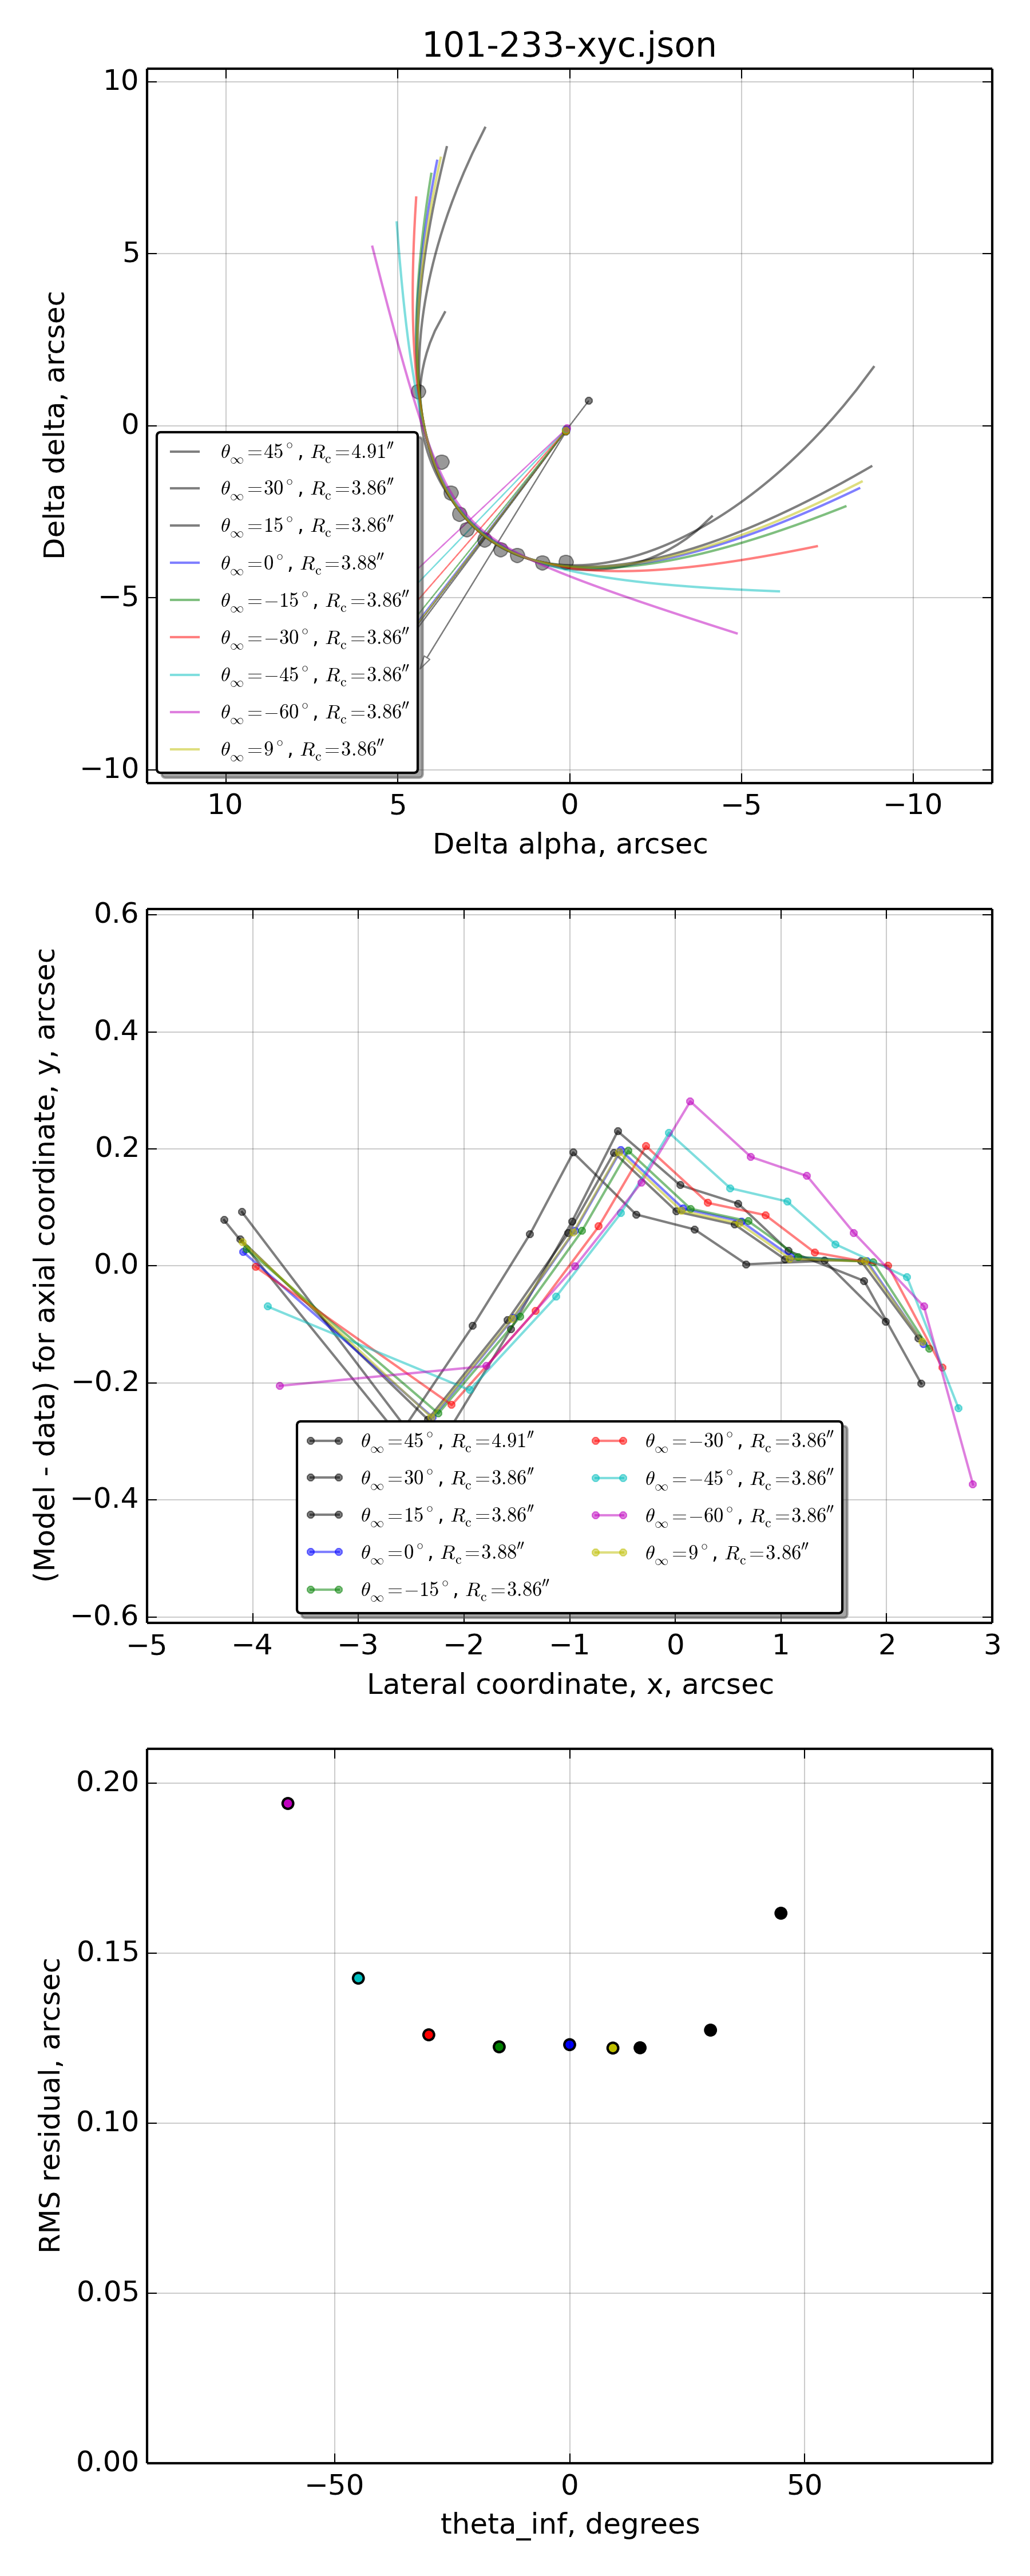 101-233-xyc.json
10
5
0
−5
−10
Delta delta, arcsec
θ∞=45°, Rc=4.91″
θ∞=30°, Rc=3.86″
θ∞=15°, Rc=3.86″
θ∞=0°, Rc=3.88″
θ∞=−15°, Rc=3.86″
θ∞=−30°, Rc=3.86″
θ∞=−45°, Rc=3.86″
θ∞=−60°, Rc=3.86″
θ∞=9°, Rc=3.86″
10 5 0 −5 −10
Delta alpha, arcsec
0.6
0.4
0.2
0.0
−0.2
−0.4
−0.6
(Model - data) for axial coordinate, y, arcsec
θ∞=45°, Rc=4.91″
θ∞=30°, Rc=3.86″
θ∞=15°, Rc=3.86″
θ∞=0°, Rc=3.88″
θ∞=−15°, Rc=3.86″
θ∞=−30°, Rc=3.86″
θ∞=−45°, Rc=3.86″
θ∞=−60°, Rc=3.86″
θ∞=9°, Rc=3.86″
−5 −4 −3 −2 −1 0 1 2 3
Lateral coordinate, x, arcsec
0.20
0.15
0.10
0.05
0.00
RMS residual, arcsec
−50 0 50
theta_inf, degrees